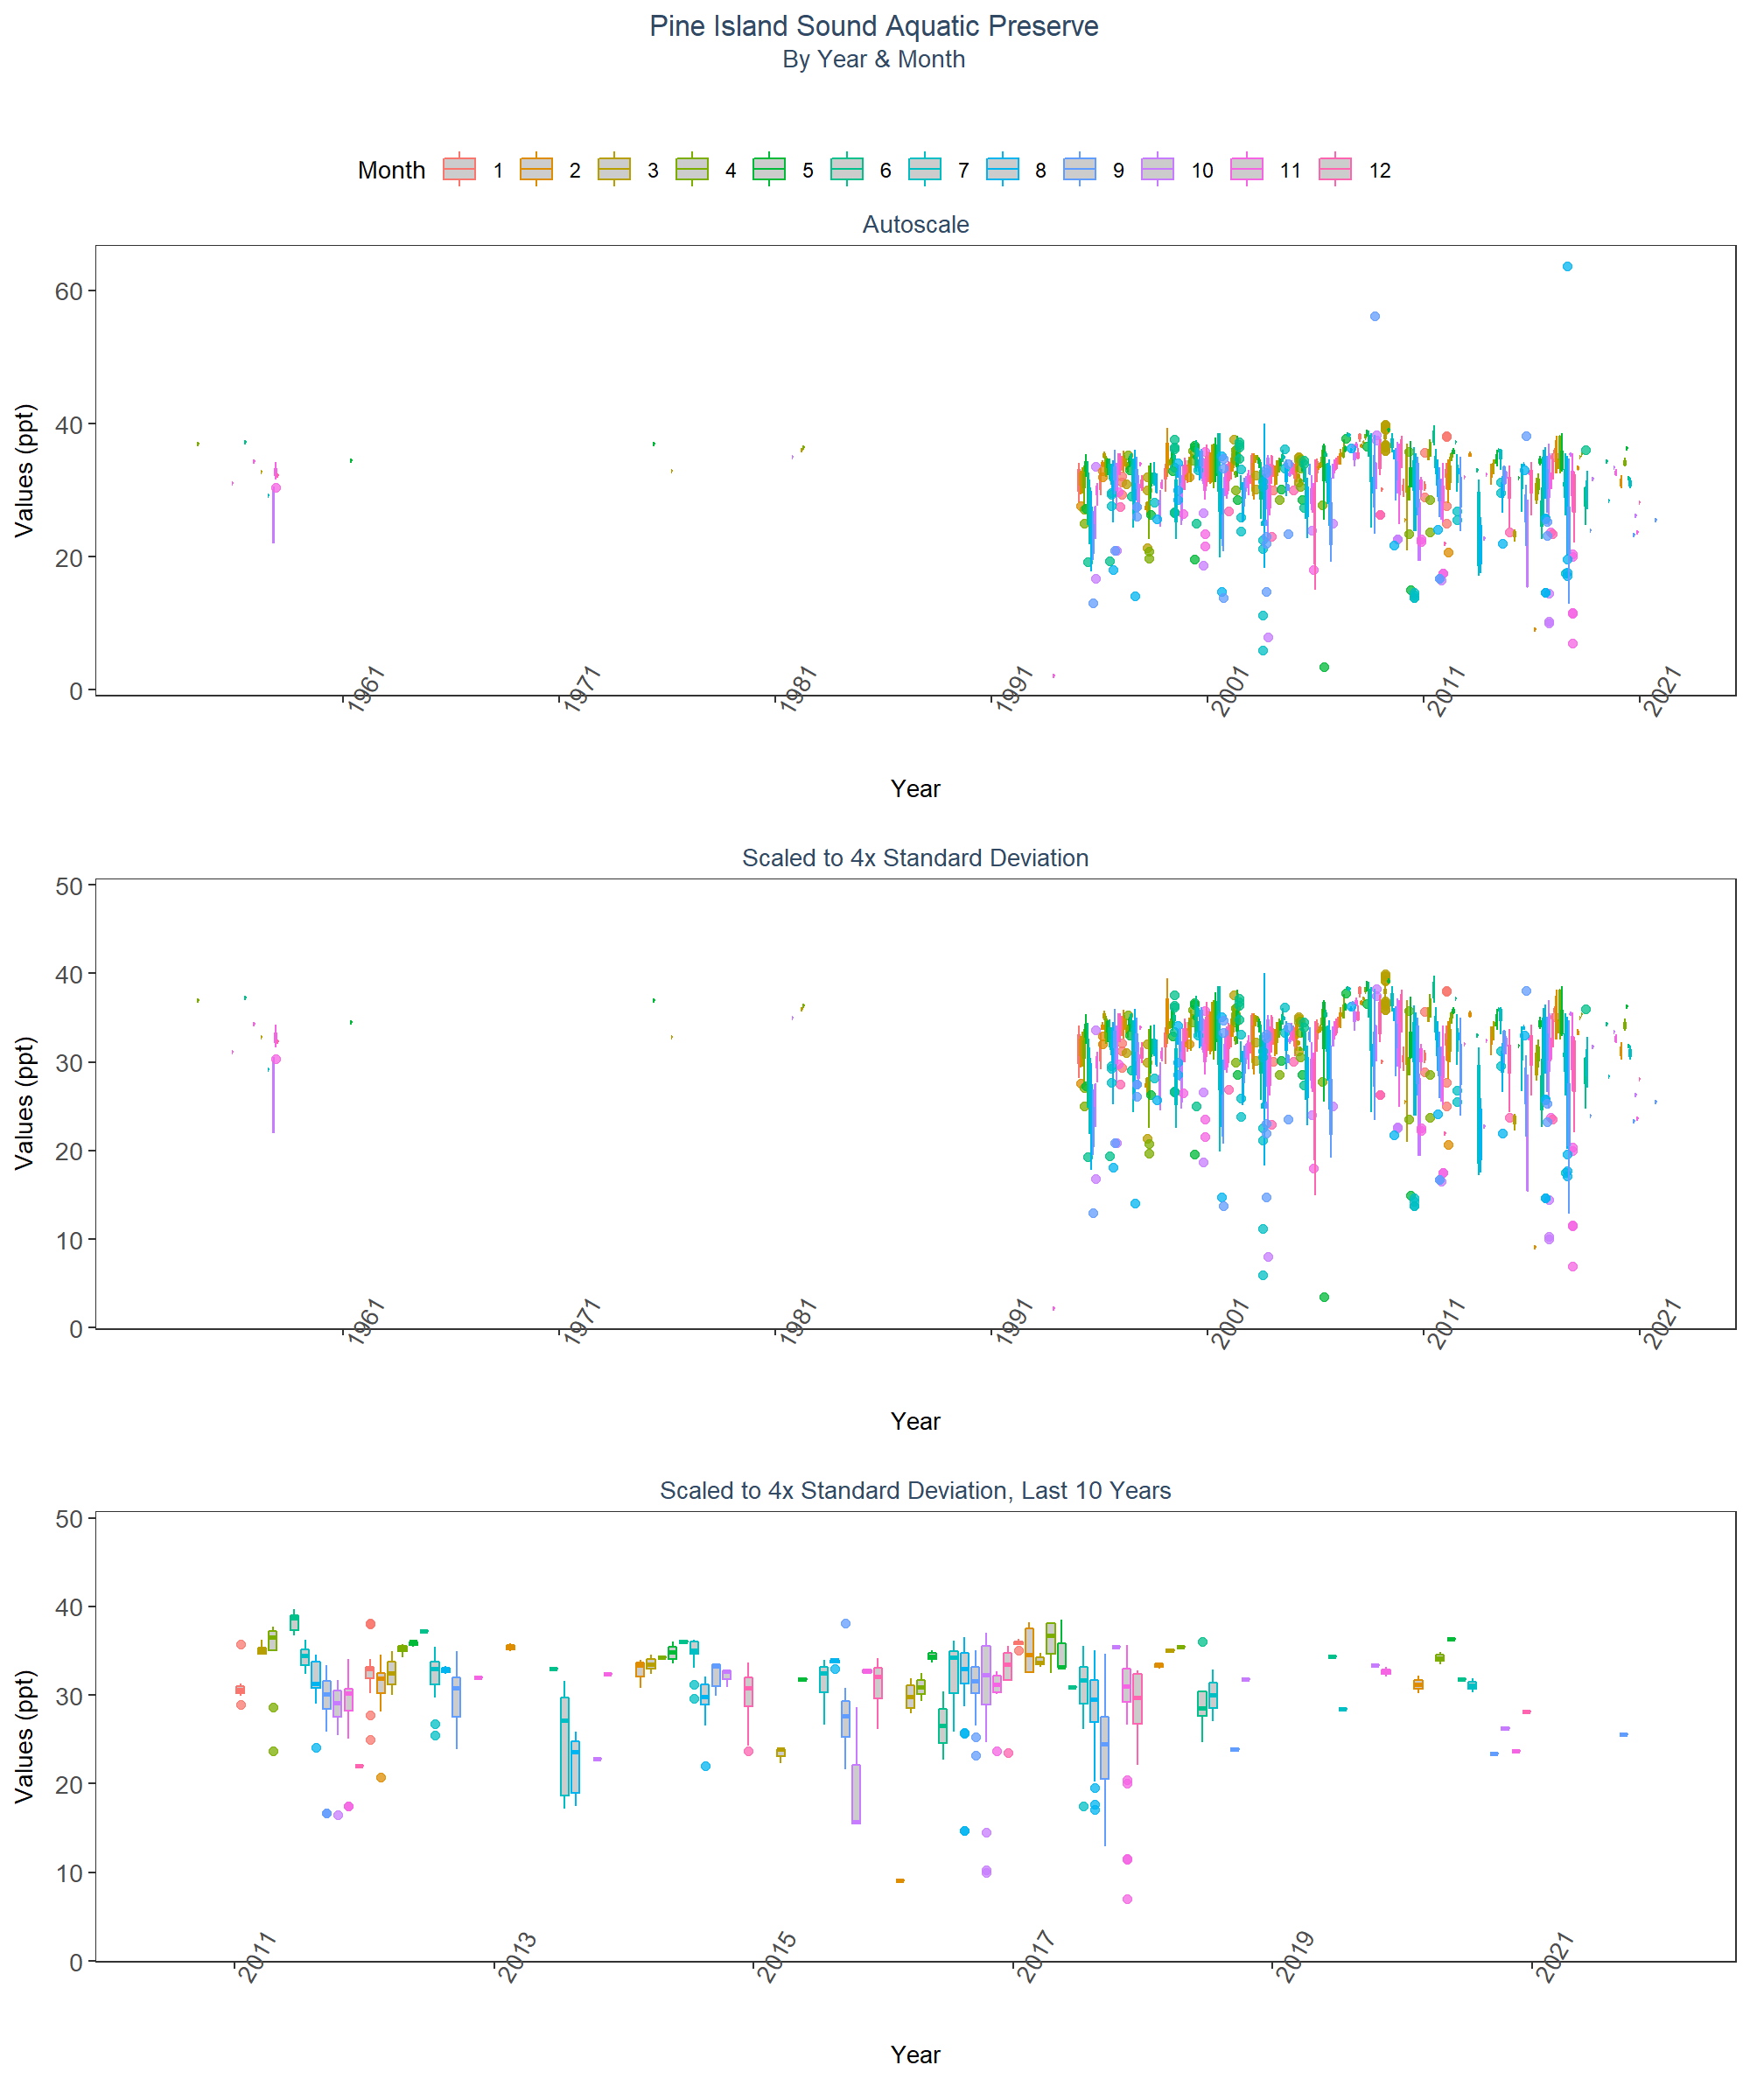 Pine Island Sound Aquatic Preserve
By Year & Month
Month 1 2 3 4 5 6 7 8 9 10 11 12
Autoscale
Values (ppt)
60
40
20
0
1961 1971 1981 1991 2001 2011 2021
Year
Scaled to 4x Standard Deviation
Values (ppt)
50
40
30
20
10
0
1961 1971 1981 1991 2001 2011 2021
Year
Scaled to 4x Standard Deviation, Last 10 Years
Values (ppt)
50
40
30
20
10
0
2011 2013 2015 2017 2019 2021
Year